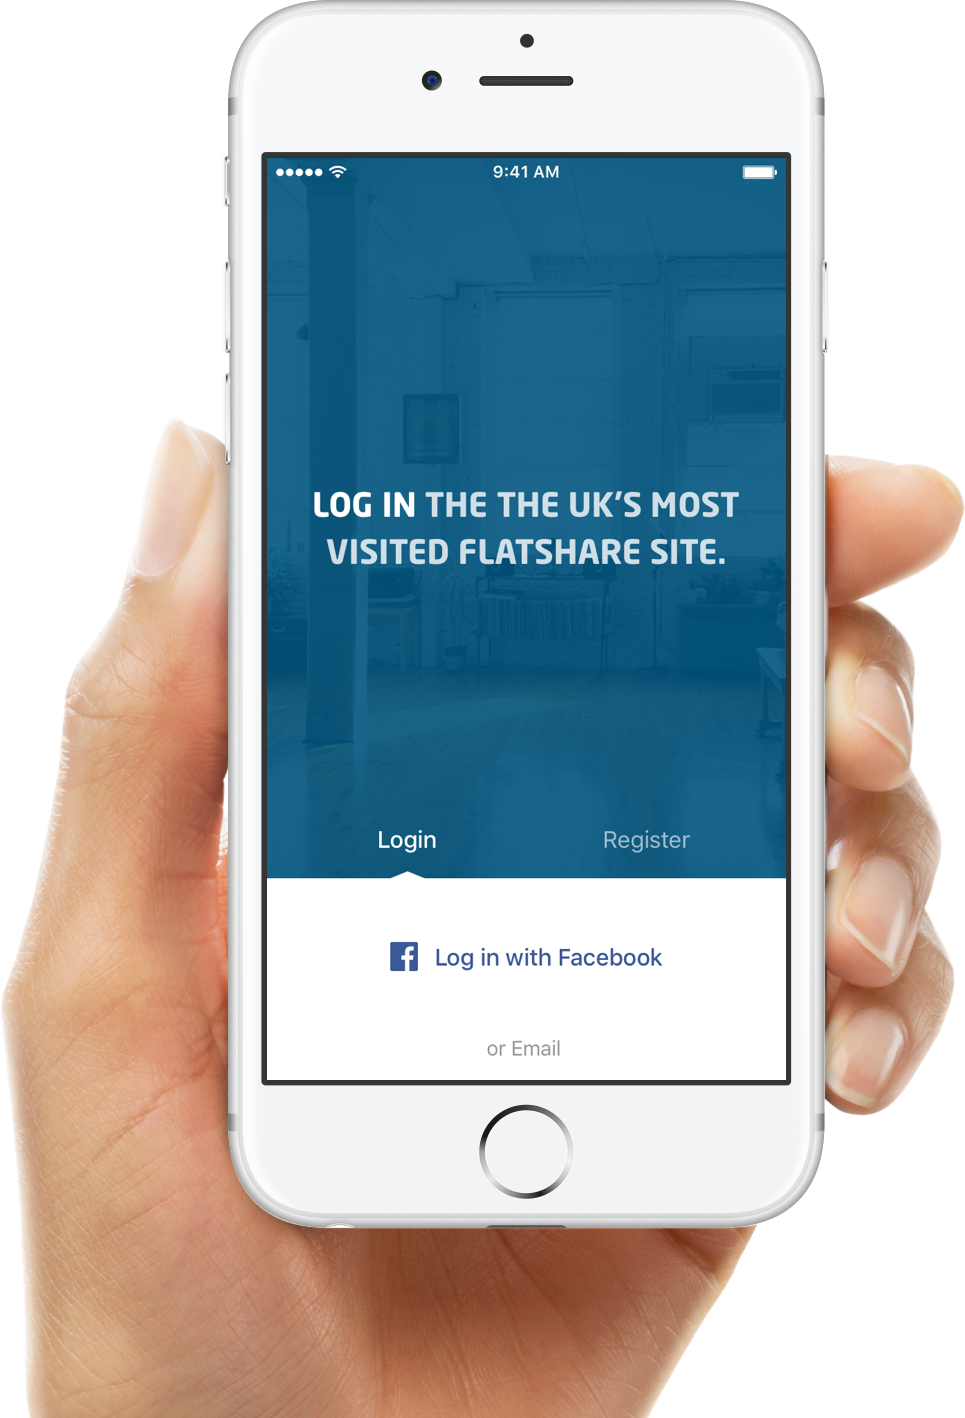 9:41 AM
LOG IN THE THE UK'S MOST
VISITED FLATSHARE SITE.
Login
Register
Log in with Facebook
or Email